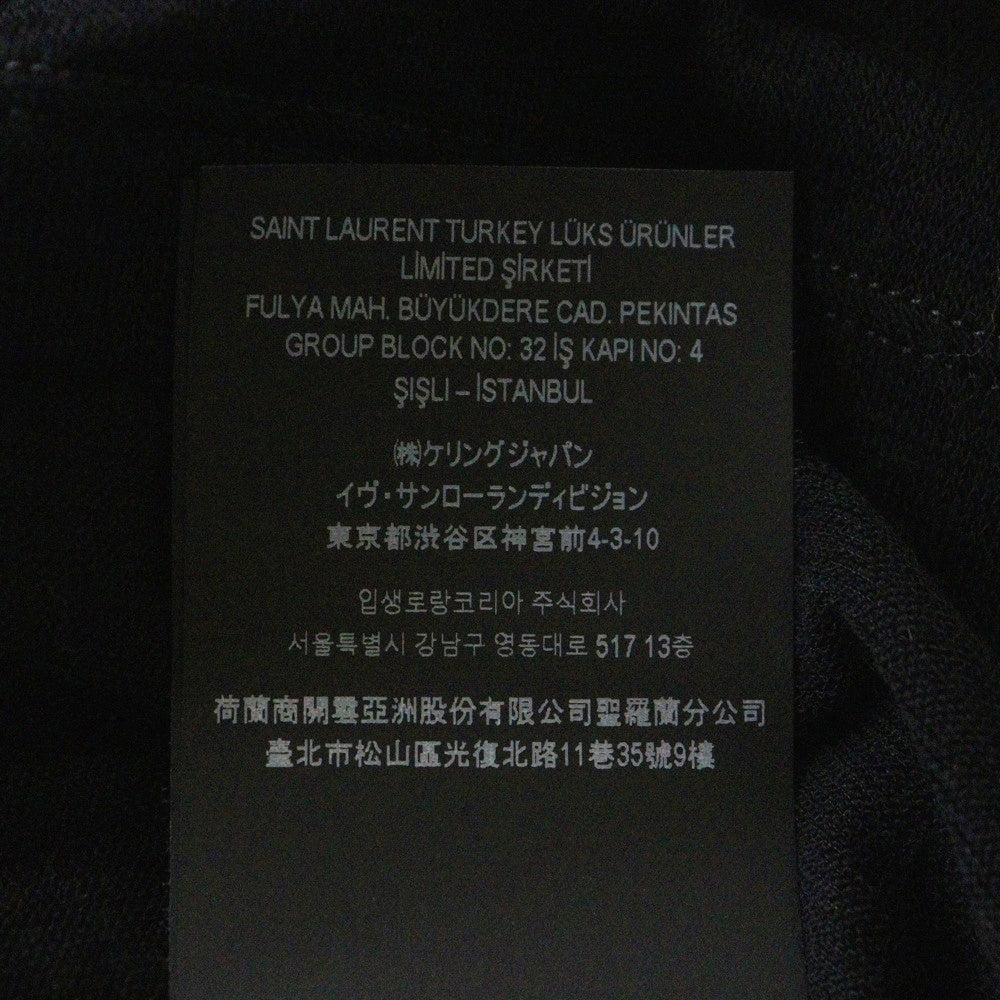 SAINT LAURENT TURKEY LÜKS ÜRÜNLER
LİMİTED ŞİRKETİ
FULYA MAH. BÜYÜKDERE CAD. PEKINTAS
GROUP BLOCK NO: 32 İŞ KAPI NO: 4
ŞIŞLI – İSTANBUL
㈱ケリングジャパン
イヴ・サンローランディビジョン
東京都渋谷区神宮前4-3-10
입생로랑코리아 주식회사
서울특별시 강남구 영동대로 517 13층
荷蘭商開雲亞洲股份有限公司聖羅蘭分公司
臺北市松山區光復北路11巷35號9樓